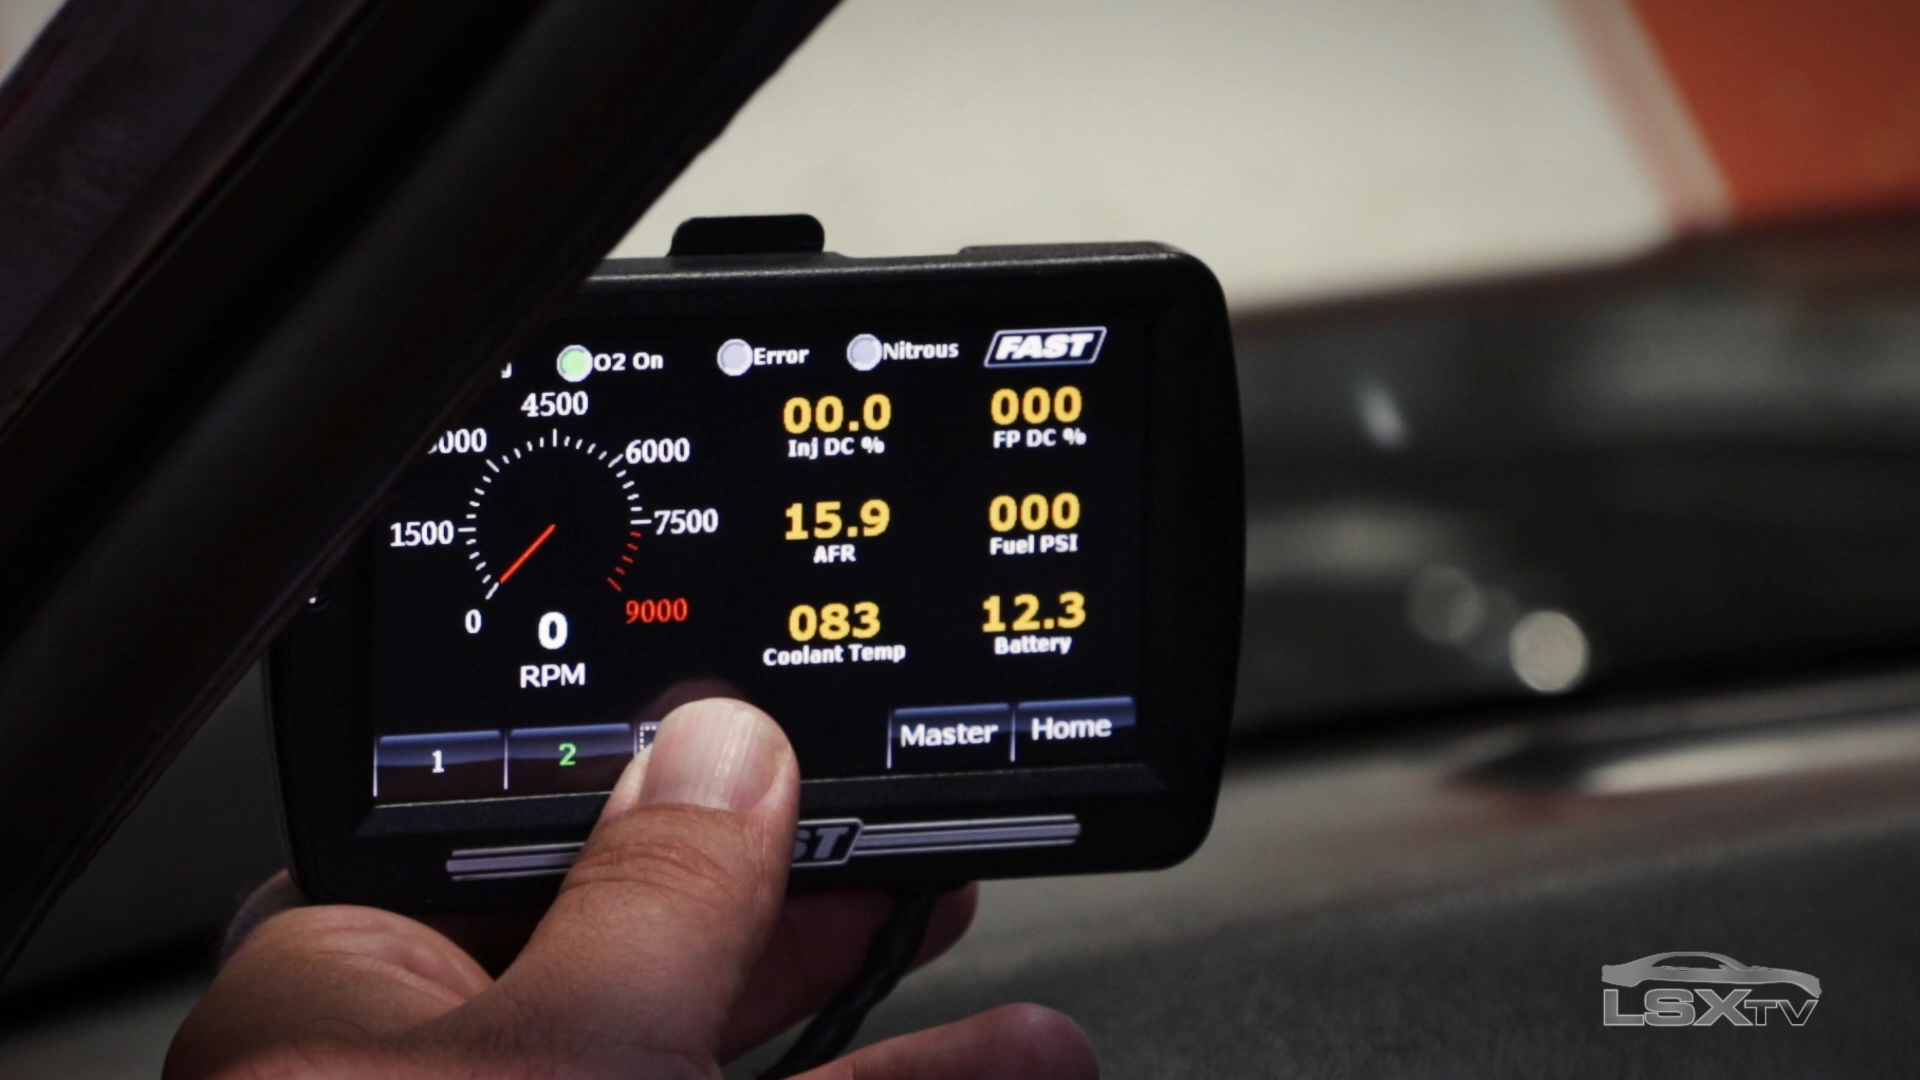 O2 On
Error
Nitrous
FAST
4500
6000
1500
7500
0
9000
0
RPM
00.0
Inj DC %
000
FP DC %
15.9
AFR
000
Fuel PSI
083
Coolant Temp
12.3
Battery
1
2
Master
Home
LSXTV